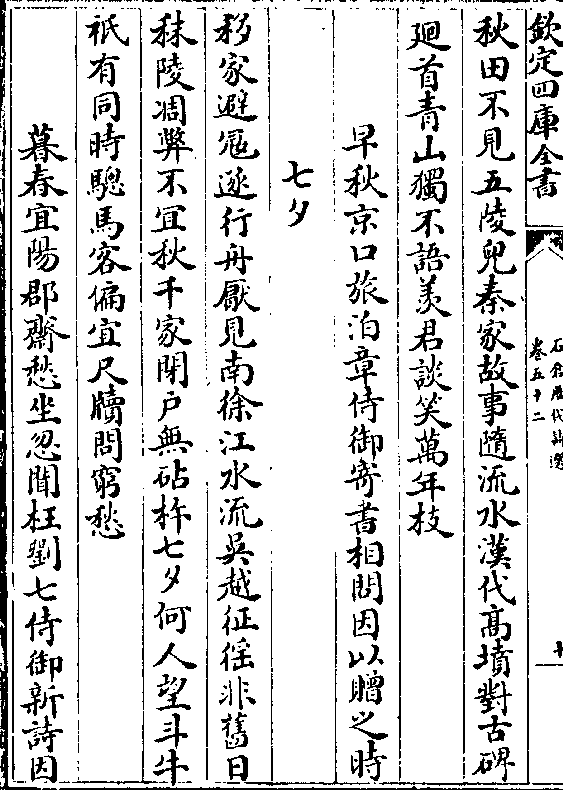 欽定四庫全書
石倉歷代詩選
卷五十二
十
秋田不見五陵兒秦家故事隨流水漢代高墳對古碑
廻首青山獨不語羨君談笑萬年枝
早秋京口旅泊章侍御寄書相問因以贈之時
七夕
移家避冦逐行舟厭見南徐江水流吳越征徭非舊日
秣陵凋弊不宜秋千家閉戶無砧杵七夕何人望斗牛
祇有同時驄馬客偏宜尺牘問窮愁
暮春宜陽郡齋愁坐忽聞枉劉七侍御新詩因